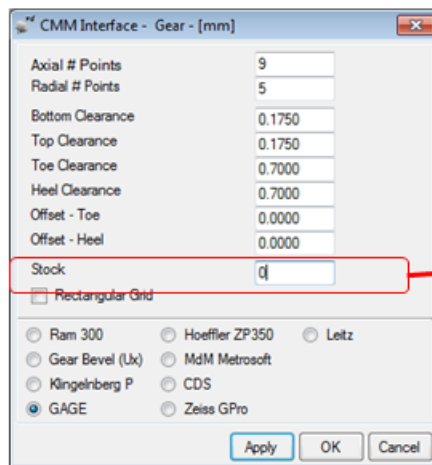 CMM Interface - Gear - [mm]
Axial # Points 9
Radial # Points 5
Bottom Clearance 0.1750
Top Clearance 0.1750
Toe Clearance 0.7000
Heel Clearance 0.7000
Offset - Toe 0.0000
Offset - Heel 0.0000
Stock 0
Rectangular Grid
Ram 300 Hoeffler ZP350 Leitz
Gear Bevel (Ux) MdM Metrosoft
Klingelnberg P CDS
GAGE Zeiss GPro
Apply OK Cancel